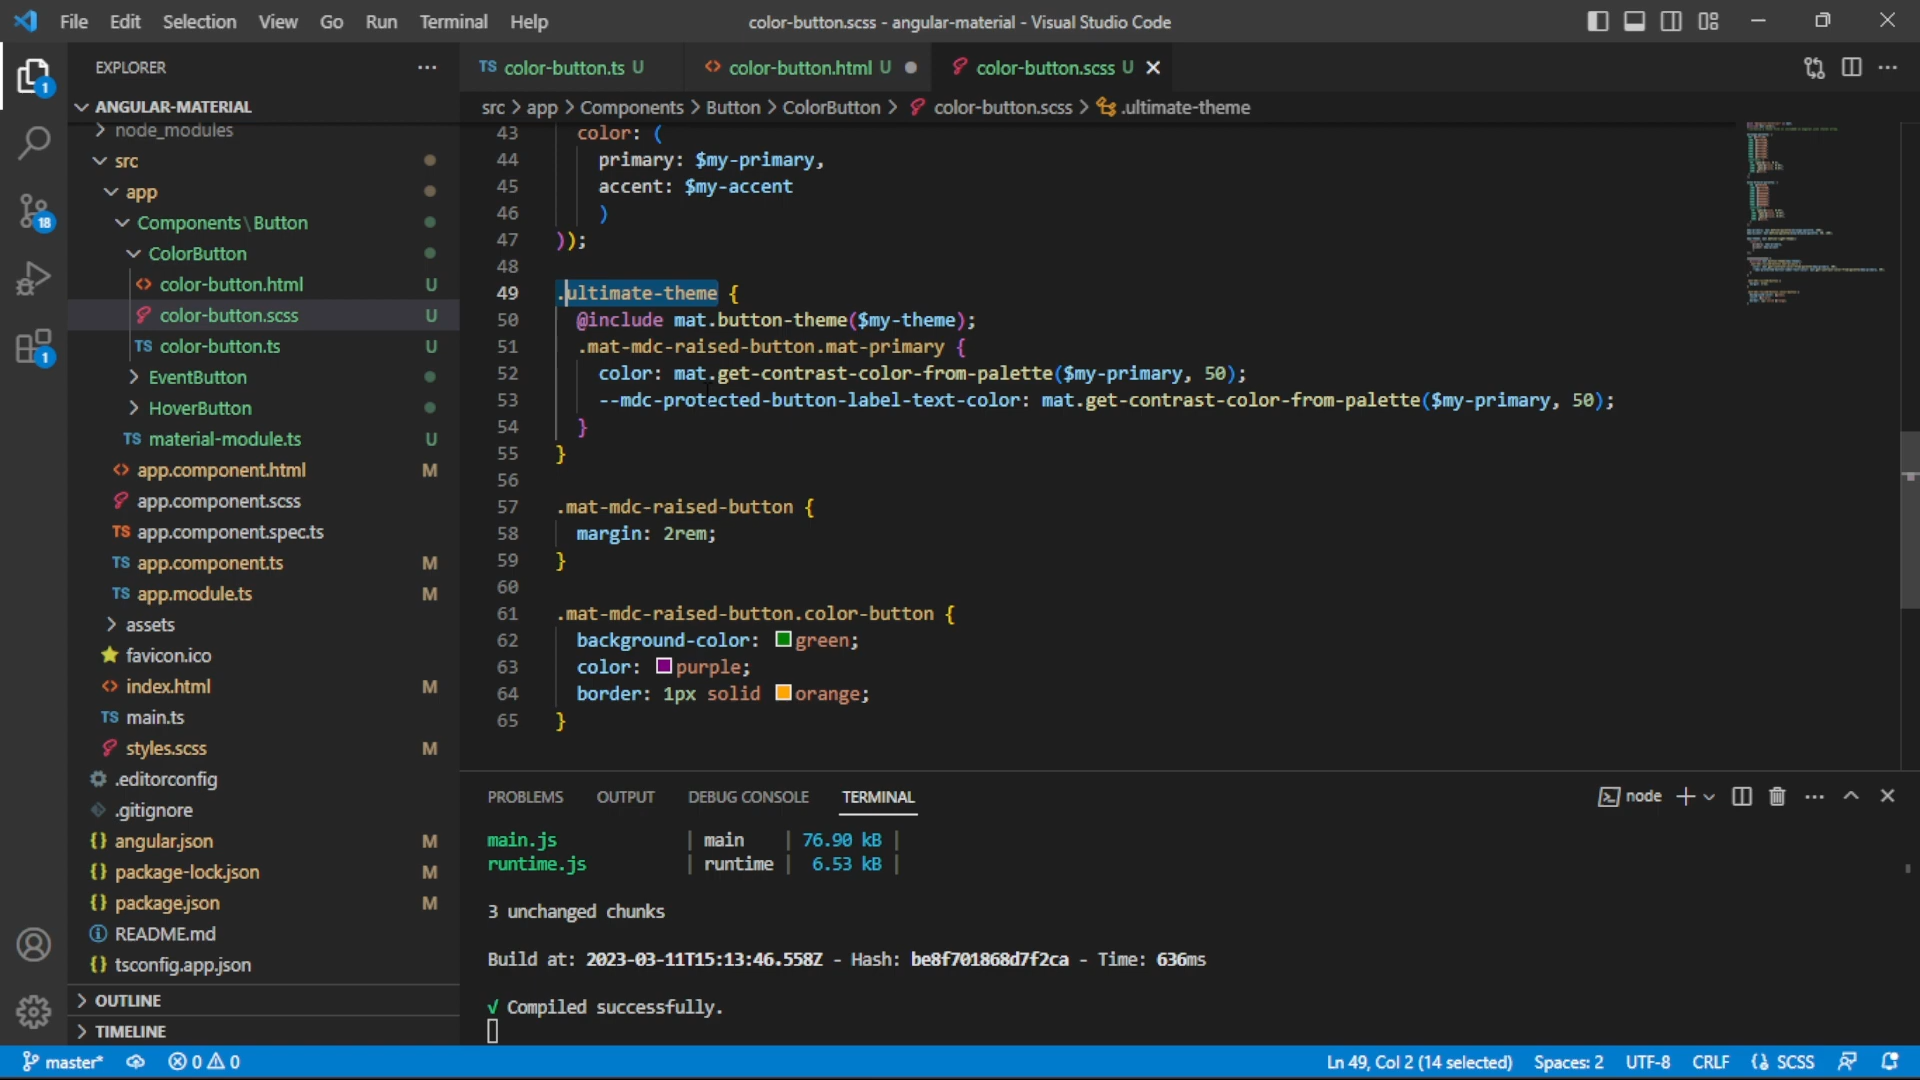 File Edit Selection View Go Run Terminal Help
color-button.scss - angular-material - Visual Studio Code
EXPLORER
TS color-button.ts U
<> color-button.html U
color-button.scss U
ANGULAR-MATERIAL
src > app > Components > Button > ColorButton > color-button.scss > .ultimate-theme
node_modules
src
app
Components\Button
ColorButton
color-button.html U
color-button.scss U
TS color-button.ts U
EventButton
HoverButton
TS material-module.ts U
<> app.component.html M
app.component.scss
TS app.component.spec.ts
TS app.component.ts M
TS app.module.ts M
assets
favicon.ico
<> index.html M
TS main.ts
styles.scss M
.editorconfig
.gitignore
{} angular.json M
{} package-lock.json M
{} package.json M
README.md
{} tsconfig.app.json
OUTLINE
TIMELINE
1
18
1
43 color: (
44 primary: $my-primary,
45 accent: $my-accent
46 )
47 ));
48
49 .ultimate-theme {
50 @include mat.button-theme($my-theme);
51 .mat-mdc-raised-button.mat-primary {
52 color: mat.get-contrast-color-from-palette($my-primary, 50);
53 --mdc-protected-button-label-text-color: mat.get-contrast-color-from-palette($my-primary, 50);
54 }
55 }
56
57 .mat-mdc-raised-button {
58 margin: 2rem;
59 }
60
61 .mat-mdc-raised-button.color-button {
62 background-color: green;
63 color: purple;
64 border: 1px solid orange;
65 }
PROBLEMS OUTPUT DEBUG CONSOLE TERMINAL
node
main.js | main | 76.90 kB |
runtime.js | runtime | 6.53 kB |
3 unchanged chunks
Build at: 2023-03-11T15:13:46.558Z - Hash: be8f701868d7f2ca - Time: 636ms
√ Compiled successfully.
master* 0 0
Ln 49, Col 2 (14 selected) Spaces: 2 UTF-8 CRLF {} SCSS